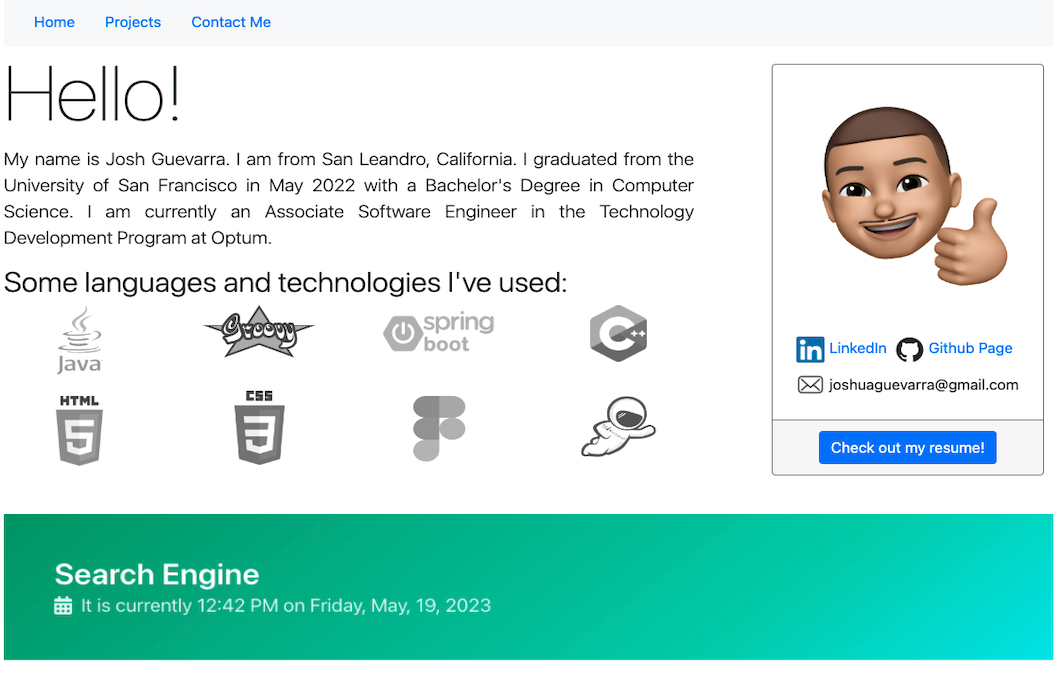 Home Projects Contact Me
Hello!
My name is Josh Guevarra. I am from San Leandro, California. I graduated from the
University of San Francisco in May 2022 with a Bachelor's Degree in Computer
Science. I am currently an Associate Software Engineer in the Technology
Development Program at Optum.
Some languages and technologies I've used:
Java
Groovy
spring
boot
C++
HTML
5
CSS
3
in LinkedIn Github Page
joshuaguevarra@gmail.com
Check out my resume!
Search Engine
It is currently 12:42 PM on Friday, May, 19, 2023